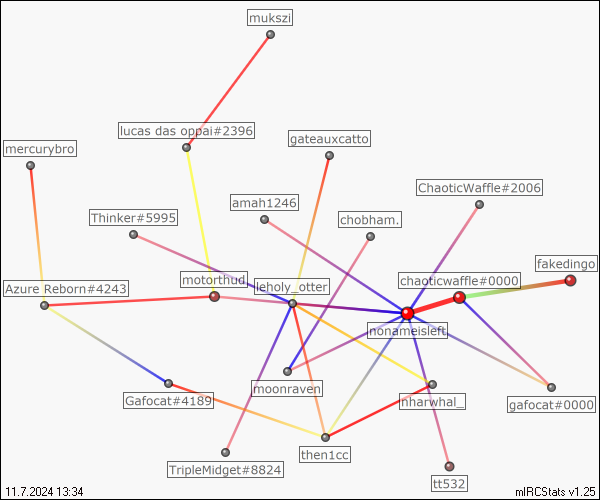 mukszi
lucas das oppai#2396
gateauxcatto
mercurybro
ChaoticWaffle#2006
amah1246
Thinker#5995
chobham.
fakedingo
motornhud
leholy_otter
chaoticwaffle#0000
Azure Reborn#4243
nonameisleft
moonraven
Gafocat#4189
nharwhal_
gafocat#0000
then1cc
TripleMidget#8824
tt532
11.7.2024 13:34
mIRCStats v1.25